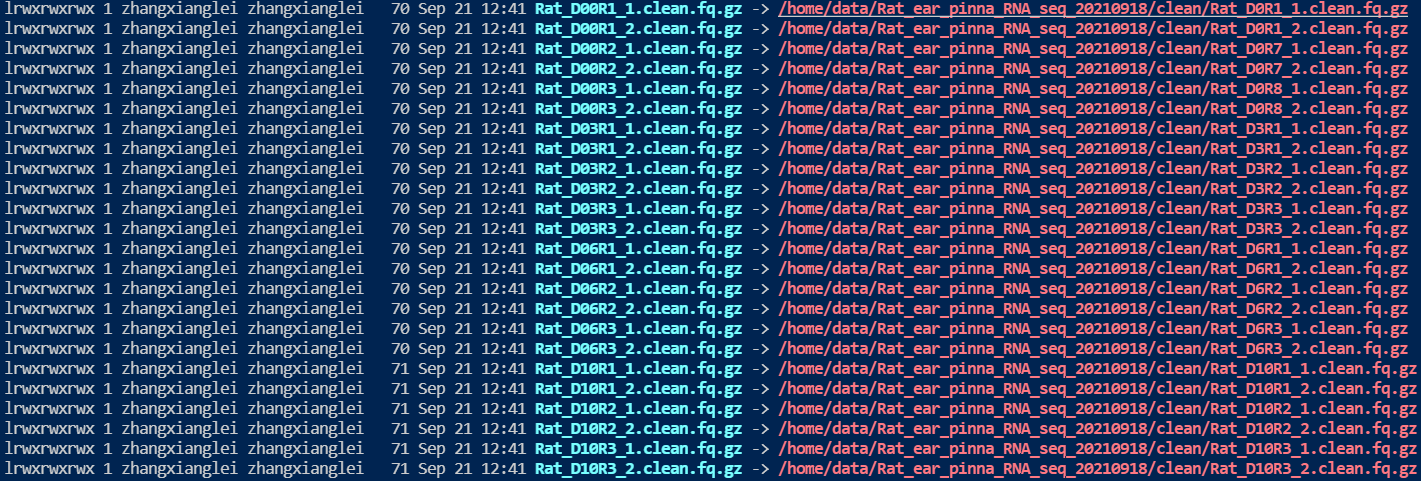 lrwxrwxrwx 1 zhangxianglei zhangxianglei 70 Sep 21 12:41 Rat_D00R1_1.clean.fq.gz -> /home/data/Rat_ear_pinna_RNA_seq_20210918/clean/Rat_D0R1_1.clean.fq.gz
lrwxrwxrwx 1 zhangxianglei zhangxianglei 70 Sep 21 12:41 Rat_D00R1_2.clean.fq.gz -> /home/data/Rat_ear_pinna_RNA_seq_20210918/clean/Rat_D0R1_2.clean.fq.gz
lrwxrwxrwx 1 zhangxianglei zhangxianglei 70 Sep 21 12:41 Rat_D00R2_1.clean.fq.gz -> /home/data/Rat_ear_pinna_RNA_seq_20210918/clean/Rat_D0R7_1.clean.fq.gz
lrwxrwxrwx 1 zhangxianglei zhangxianglei 70 Sep 21 12:41 Rat_D00R2_2.clean.fq.gz -> /home/data/Rat_ear_pinna_RNA_seq_20210918/clean/Rat_D0R7_2.clean.fq.gz
lrwxrwxrwx 1 zhangxianglei zhangxianglei 70 Sep 21 12:41 Rat_D00R3_1.clean.fq.gz -> /home/data/Rat_ear_pinna_RNA_seq_20210918/clean/Rat_D0R8_1.clean.fq.gz
lrwxrwxrwx 1 zhangxianglei zhangxianglei 70 Sep 21 12:41 Rat_D00R3_2.clean.fq.gz -> /home/data/Rat_ear_pinna_RNA_seq_20210918/clean/Rat_D0R8_2.clean.fq.gz
lrwxrwxrwx 1 zhangxianglei zhangxianglei 70 Sep 21 12:41 Rat_D03R1_1.clean.fq.gz -> /home/data/Rat_ear_pinna_RNA_seq_20210918/clean/Rat_D3R1_1.clean.fq.gz
lrwxrwxrwx 1 zhangxianglei zhangxianglei 70 Sep 21 12:41 Rat_D03R1_2.clean.fq.gz -> /home/data/Rat_ear_pinna_RNA_seq_20210918/clean/Rat_D3R1_2.clean.fq.gz
lrwxrwxrwx 1 zhangxianglei zhangxianglei 70 Sep 21 12:41 Rat_D03R2_1.clean.fq.gz -> /home/data/Rat_ear_pinna_RNA_seq_20210918/clean/Rat_D3R2_1.clean.fq.gz
lrwxrwxrwx 1 zhangxianglei zhangxianglei 70 Sep 21 12:41 Rat_D03R2_2.clean.fq.gz -> /home/data/Rat_ear_pinna_RNA_seq_20210918/clean/Rat_D3R2_2.clean.fq.gz
lrwxrwxrwx 1 zhangxianglei zhangxianglei 70 Sep 21 12:41 Rat_D03R3_1.clean.fq.gz -> /home/data/Rat_ear_pinna_RNA_seq_20210918/clean/Rat_D3R3_1.clean.fq.gz
lrwxrwxrwx 1 zhangxianglei zhangxianglei 70 Sep 21 12:41 Rat_D03R3_2.clean.fq.gz -> /home/data/Rat_ear_pinna_RNA_seq_20210918/clean/Rat_D3R3_2.clean.fq.gz
lrwxrwxrwx 1 zhangxianglei zhangxianglei 70 Sep 21 12:41 Rat_D06R1_1.clean.fq.gz -> /home/data/Rat_ear_pinna_RNA_seq_20210918/clean/Rat_D6R1_1.clean.fq.gz
lrwxrwxrwx 1 zhangxianglei zhangxianglei 70 Sep 21 12:41 Rat_D06R1_2.clean.fq.gz -> /home/data/Rat_ear_pinna_RNA_seq_20210918/clean/Rat_D6R1_2.clean.fq.gz
lrwxrwxrwx 1 zhangxianglei zhangxianglei 70 Sep 21 12:41 Rat_D06R2_1.clean.fq.gz -> /home/data/Rat_ear_pinna_RNA_seq_20210918/clean/Rat_D6R2_1.clean.fq.gz
lrwxrwxrwx 1 zhangxianglei zhangxianglei 70 Sep 21 12:41 Rat_D06R2_2.clean.fq.gz -> /home/data/Rat_ear_pinna_RNA_seq_20210918/clean/Rat_D6R2_2.clean.fq.gz
lrwxrwxrwx 1 zhangxianglei zhangxianglei 70 Sep 21 12:41 Rat_D06R3_1.clean.fq.gz -> /home/data/Rat_ear_pinna_RNA_seq_20210918/clean/Rat_D6R3_1.clean.fq.gz
lrwxrwxrwx 1 zhangxianglei zhangxianglei 70 Sep 21 12:41 Rat_D06R3_2.clean.fq.gz -> /home/data/Rat_ear_pinna_RNA_seq_20210918/clean/Rat_D6R3_2.clean.fq.gz
lrwxrwxrwx 1 zhangxianglei zhangxianglei 71 Sep 21 12:41 Rat_D10R1_1.clean.fq.gz -> /home/data/Rat_ear_pinna_RNA_seq_20210918/clean/Rat_D10R1_1.clean.fq.gz
lrwxrwxrwx 1 zhangxianglei zhangxianglei 71 Sep 21 12:41 Rat_D10R1_2.clean.fq.gz -> /home/data/Rat_ear_pinna_RNA_seq_20210918/clean/Rat_D10R1_2.clean.fq.gz
lrwxrwxrwx 1 zhangxianglei zhangxianglei 71 Sep 21 12:41 Rat_D10R2_1.clean.fq.gz -> /home/data/Rat_ear_pinna_RNA_seq_20210918/clean/Rat_D10R2_1.clean.fq.gz
lrwxrwxrwx 1 zhangxianglei zhangxianglei 71 Sep 21 12:41 Rat_D10R2_2.clean.fq.gz -> /home/data/Rat_ear_pinna_RNA_seq_20210918/clean/Rat_D10R2_2.clean.fq.gz
lrwxrwxrwx 1 zhangxianglei zhangxianglei 71 Sep 21 12:41 Rat_D10R3_1.clean.fq.gz -> /home/data/Rat_ear_pinna_RNA_seq_20210918/clean/Rat_D10R3_1.clean.fq.gz
lrwxrwxrwx 1 zhangxianglei zhangxianglei 71 Sep 21 12:41 Rat_D10R3_2.clean.fq.gz -> /home/data/Rat_ear_pinna_RNA_seq_20210918/clean/Rat_D10R3_2.clean.fq.gz